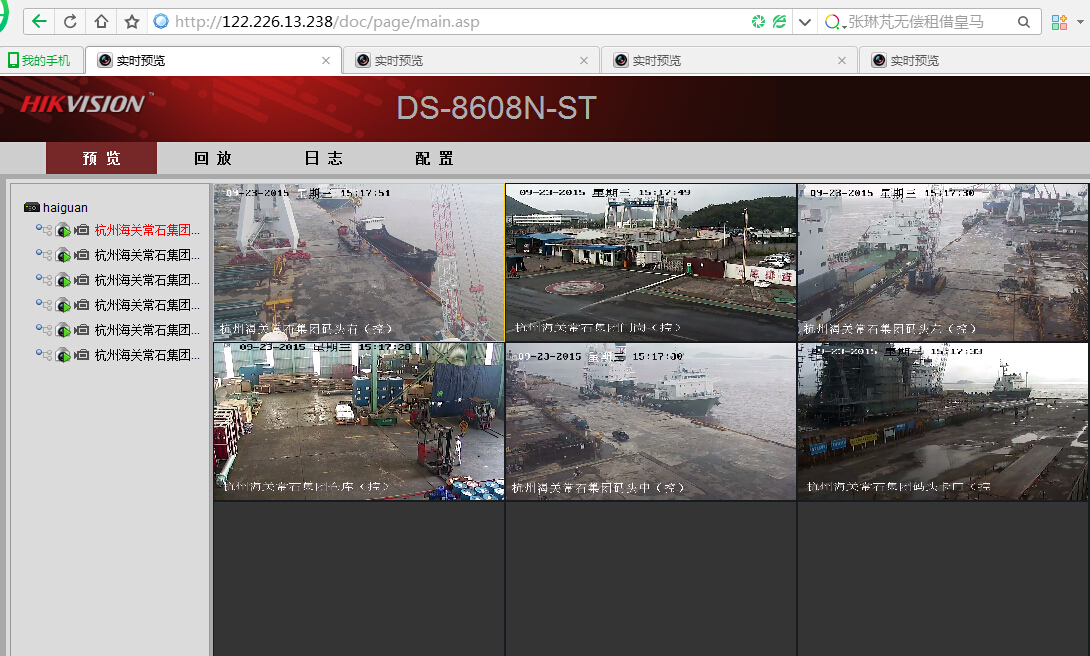 http://122.226.13.238/doc/page/main.asp
张琳芃无偿租借皇马
我的手机
实时预览
实时预览
实时预览
实时预览
HIKVISION™
DS-8608N-ST
预览
回放
日志
配置
haiguan
杭州海关常石集团...
杭州海关常石集团...
杭州海关常石集团...
杭州海关常石集团...
杭州海关常石集团...
杭州海关常石集团...
09-23-2015 星期三 15:17:51
杭州海关常石集团码头右（控）
09-23-2015 星期三 15:17:49
杭州海关常石集团门岗（控）
09-23-2015 星期三 15:17:30
杭州海关常石集团码头左（控）
09-23-2015 星期三 15:17:28
杭州海关常石集团仓库（控）
09-23-2015 星期三 15:17:30
杭州海关常石集团码头中（控）
09-23-2015 星期三 15:17:33
杭州海关常石集团码头卡口（控